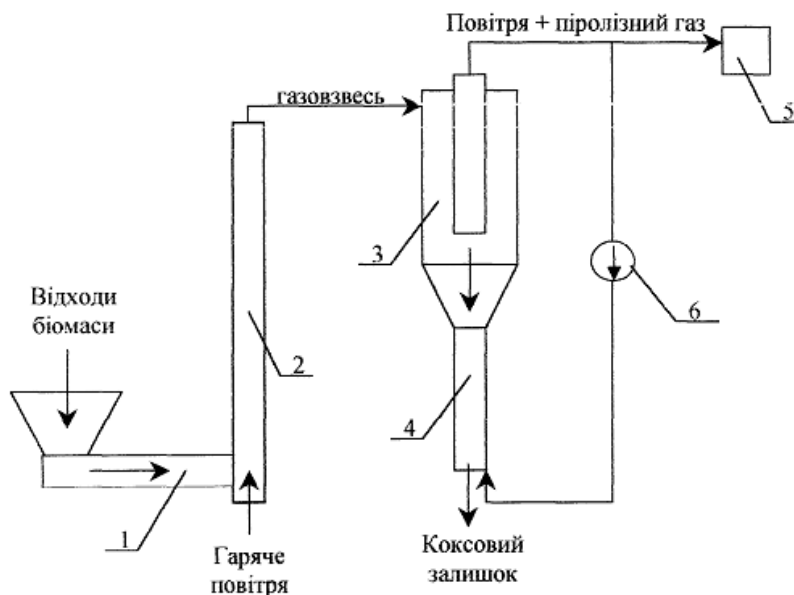 Повітря + піролізний газ
газовзвесь
5
3
6
Відходи
біомаси
2
4
1
Гаряче
повітря
Коксовий
залишок